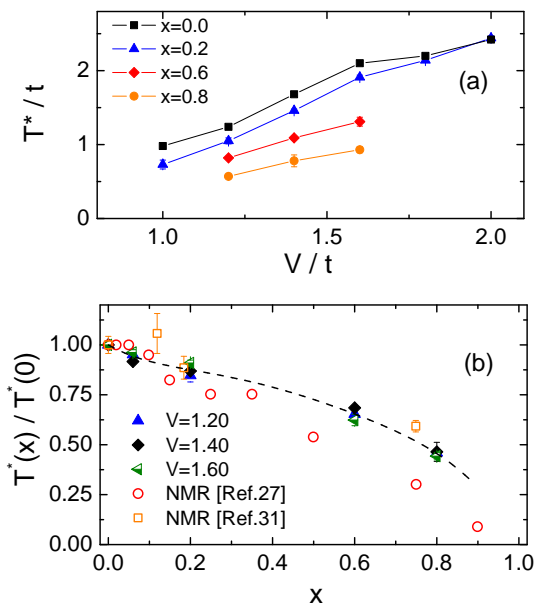 (a)
x=0.0
x=0.2
x=0.6
x=0.8
T* / t
2
1
0
1.0 1.5 2.0
V / t
(b)
T*(x) / T*(0)
1.00
0.75
0.50
0.25
0.00
V=1.20
V=1.40
V=1.60
NMR [Ref.27]
NMR [Ref.31]
0.0 0.2 0.4 0.6 0.8 1.0
x